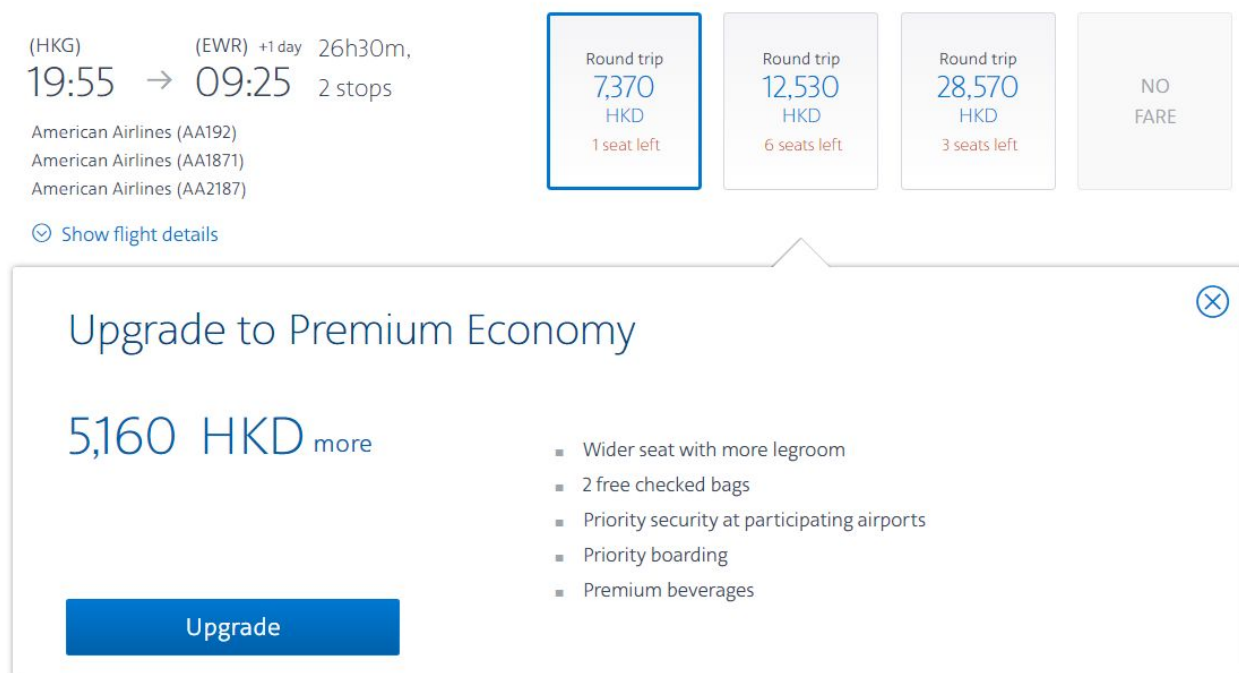 (HKG) (EWR) +1 day 26h30m,
19:55 → 09:25 2 stops
American Airlines (AA192)
American Airlines (AA1871)
American Airlines (AA2187)
Show flight details
Round trip
7,370
HKD
1 seat left
Round trip
12,530
HKD
6 seats left
Round trip
28,570
HKD
3 seats left
NO
FARE
Upgrade to Premium Economy
5,160 HKD more
Wider seat with more legroom
2 free checked bags
Priority security at participating airports
Priority boarding
Premium beverages
Upgrade